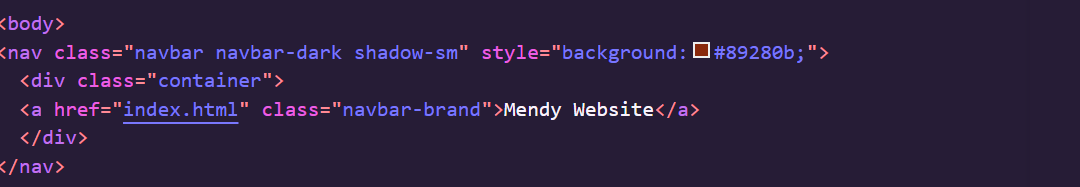 <body>
<nav class="navbar navbar-dark shadow-sm" style="background:#89280b;">
<div class="container">
<a href="index.html" class="navbar-brand">Mendy Website</a>
</div>
</nav>